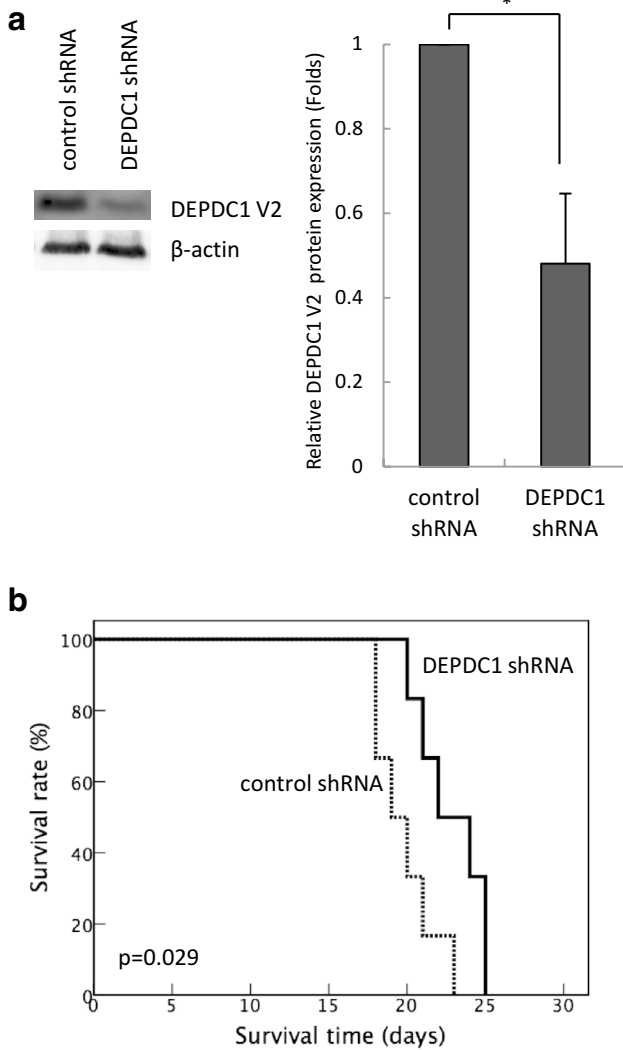 a
control shRNA
DEPDC1 shRNA
DEPDC1 V2
β-actin
*
Relative DEPDC1 V2 protein expression (Folds)
1
0.8
0.6
0.4
0.2
0
control
shRNA
DEPDC1
shRNA
b
Survival rate (%)
100
80
60
40
20
0
DEPDC1 shRNA
control shRNA
p=0.029
0 5 10 15 20 25 30
Survival time (days)